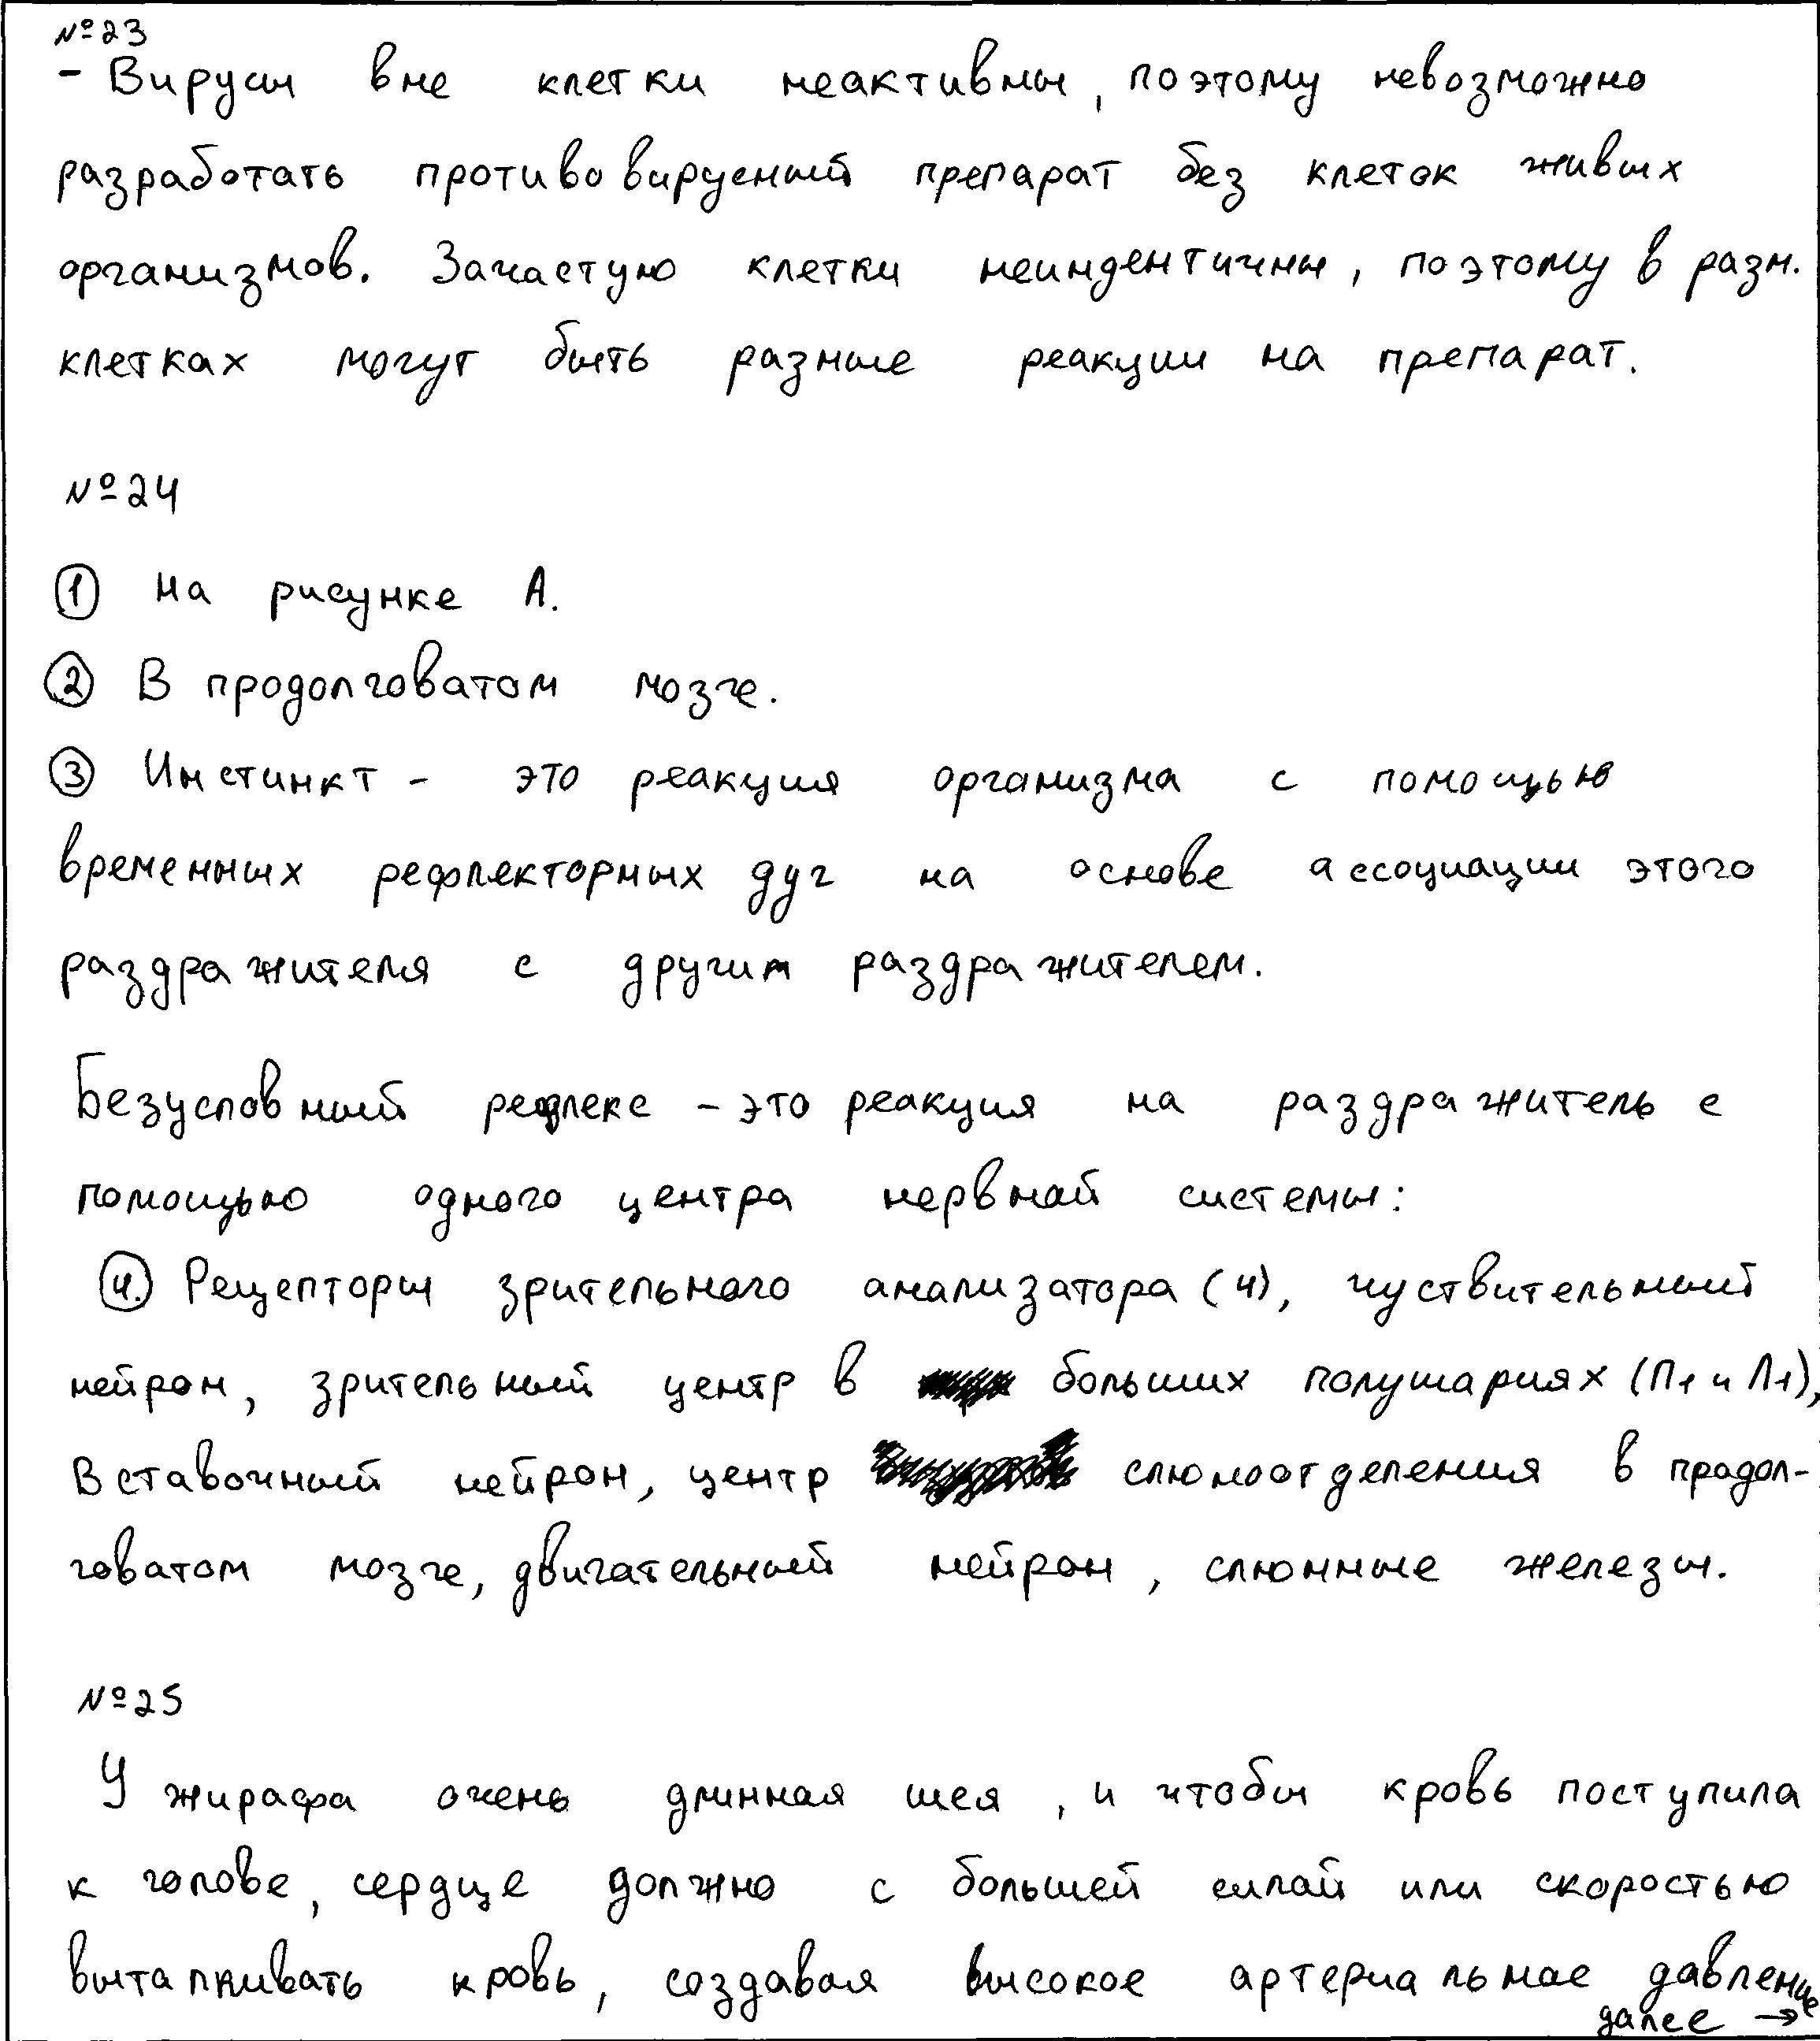 №23
- Вирусы вне клетки неактивны, поэтому невозможно
разработать противовирусный препарат без клеток живых
организмов. Зачастую клетки неиндентичны, поэтому в разн.
клетках могут быть разные реакции на препарат.
№24
① На рисунке А.
② В продолговатом мозге.
③ Инстинкт - это реакция организма с помощью
временных рефлекторных дуг на основе ассоциации этого
раздражителя с другим раздражителем.
Безусловный рефлекс - это реакция на раздражитель с
помощью одного центра нервной системы:
④. Рецепторы зрительного анализатора (4), чуствительный
нейрон, зрительный центр в больших полушариях (П1 и Л1),
Вставочный нейрон, центр слюноотделения в продол-
говатом мозге, двигательный нейрон, слюнные железы.
№25
У жирафа очень длинная шея, и чтобы кровь поступила
к голове, сердце должно с большей силой или скоростью
выталкивать кровь, создавая высокое артериальное давление
далее →